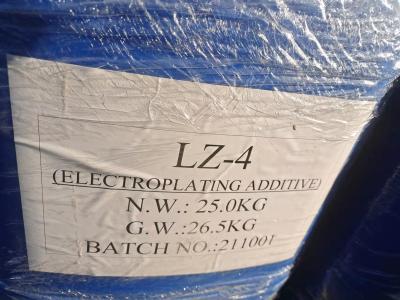 LZ-4
(ELECTROPLATING ADDITIVE)
N.W.: 25.0KG
G.W.:26.5KG
BATCH NO.:211001